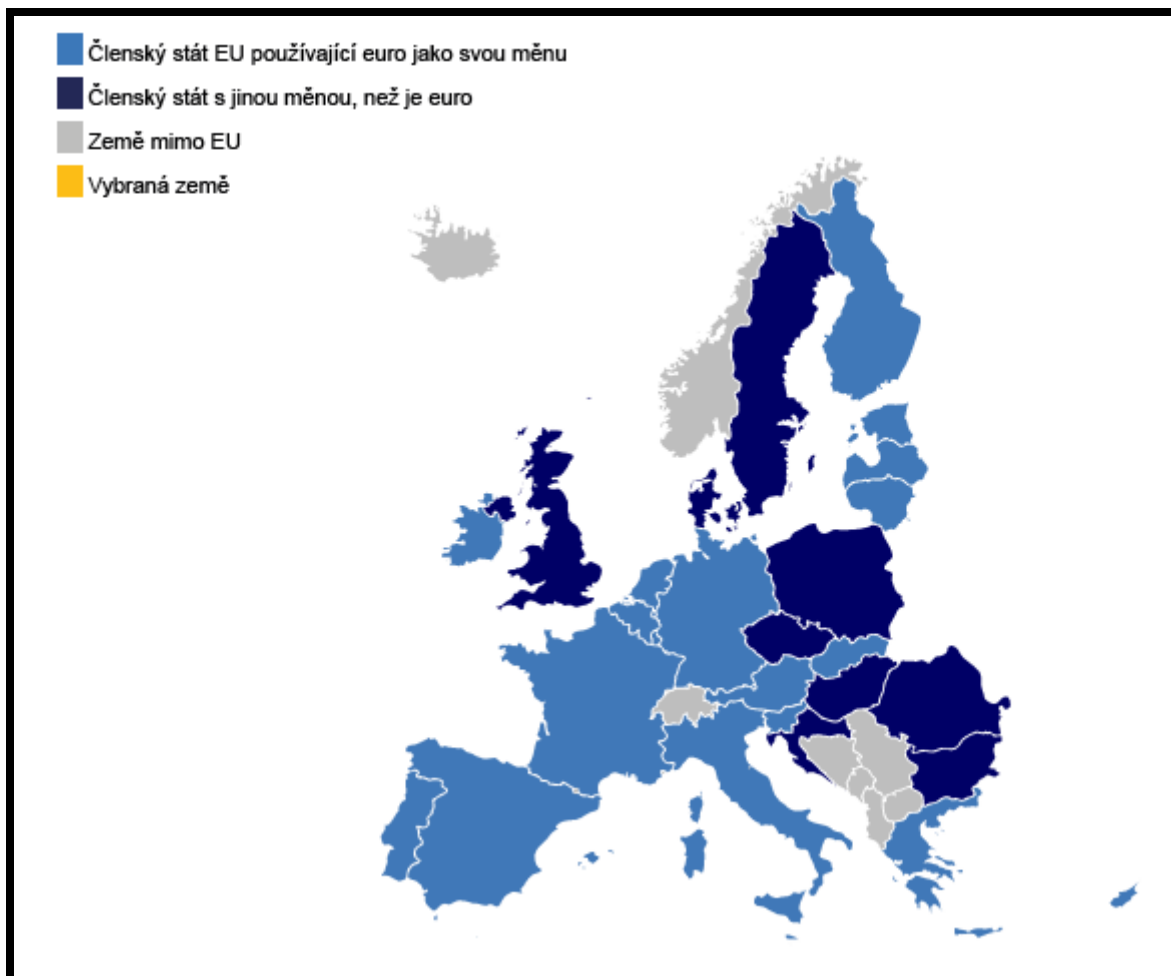 Členský stát EU používající euro jako svou měnu
Členský stát s jinou měnou, než je euro
Země mimo EU
Vybraná země